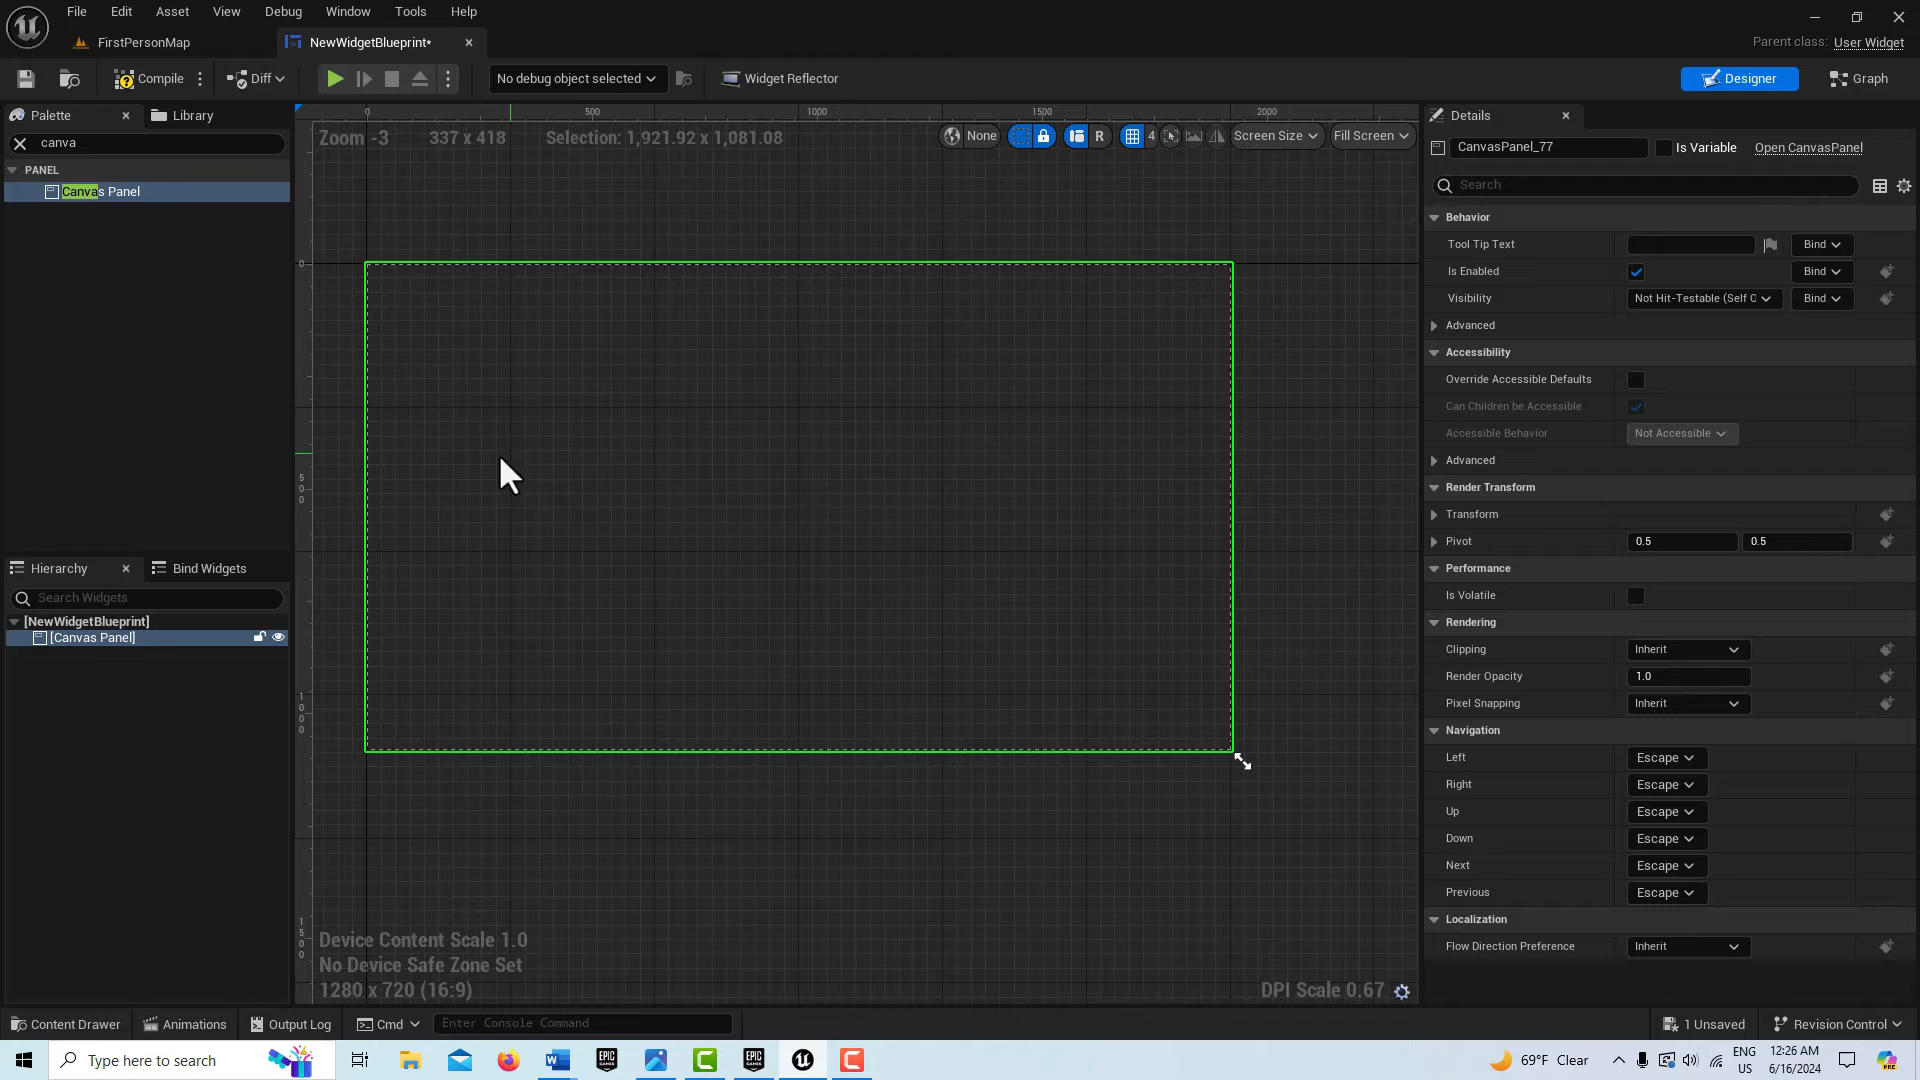 File Edit View Asset Debug Window Tools Help
FirstPersonMap
NewWidgetBlueprint*
Parent class: User Widget
Compile
Diff
No debug object selected
Widget Reflector
Designer
Graph
Palette
Library
canva
PANEL
Canvas Panel
Hierarchy
Bind Widgets
Search Widgets
[NewWidgetBlueprint]
[Canvas Panel]
0 500 1000 1500 2000
Zoom -3
337 x 418
Selection: 1,921.92 x 1,081.08
None
R
4
Screen Size
Fill Screen
0
500
1000
1500
Device Content Scale 1.0
No Device Safe Zone Set
1280 x 720 (16:9)
DPI Scale 0.67
Details
CanvasPanel_77
Is Variable
Open CanvasPanel
Search
Behavior
Tool Tip Text
Bind
Is Enabled
Bind
Visibility
Not Hit-Testable (Self O
Bind
Advanced
Accessibility
Override Accessible Defaults
Can Children be Accessible
Accessible Behavior
Not Accessible
Advanced
Render Transform
Transform
Pivot
0.5
0.5
Performance
Is Volatile
Rendering
Clipping
Inherit
Render Opacity
1.0
Pixel Snapping
Inherit
Navigation
Left
Escape
Right
Escape
Up
Escape
Down
Escape
Next
Escape
Previous
Escape
Localization
Flow Direction Preference
Inherit
Content Drawer
Animations
Output Log
Cmd
Enter Console Command
1 Unsaved
Revision Control
Type here to search
69°F Clear
ENG
US
12:26 AM
6/16/2024